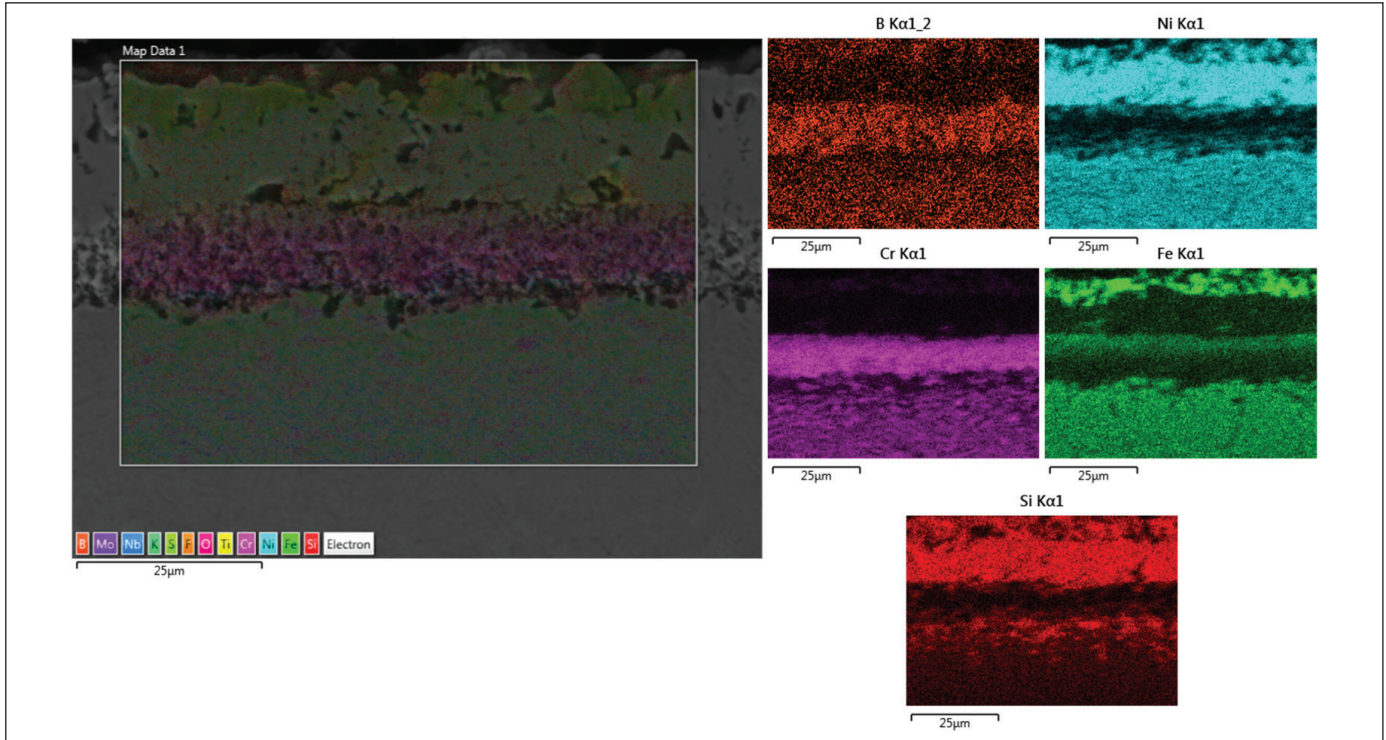 Map Data 1
B Mo Nb K S F O Ti Cr Ni Fe Si Electron
25µm
B Kα1_2
25µm
Ni Kα1
25µm
Cr Kα1
25µm
Fe Kα1
25µm
Si Kα1
25µm